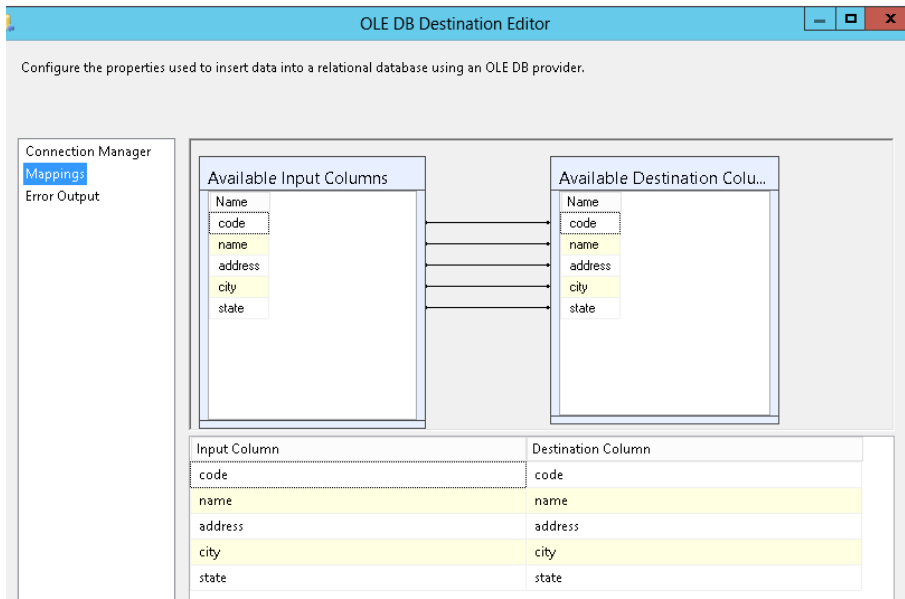 OLE DB Destination Editor
Configure the properties used to insert data into a relational database using an OLE DB provider.
Connection Manager
Mappings
Error Output
Available Input Columns
Name
code
name
address
city
state
Available Destination Colu...
Name
code
name
address
city
state
Input Column Destination Column
code code
name name
address address
city city
state state